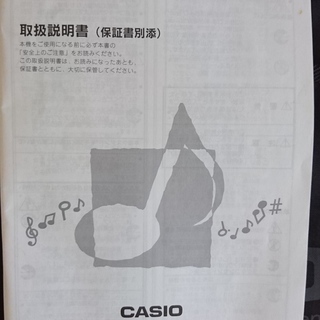 取扱説明書（保証書別添）
本機をご使用になる前に必ず本書の
「安全上のご注意」をお読みください。
この取扱説明書は、お読みになったあとも、
保証書とともに、大切に保管してください。
CASIO